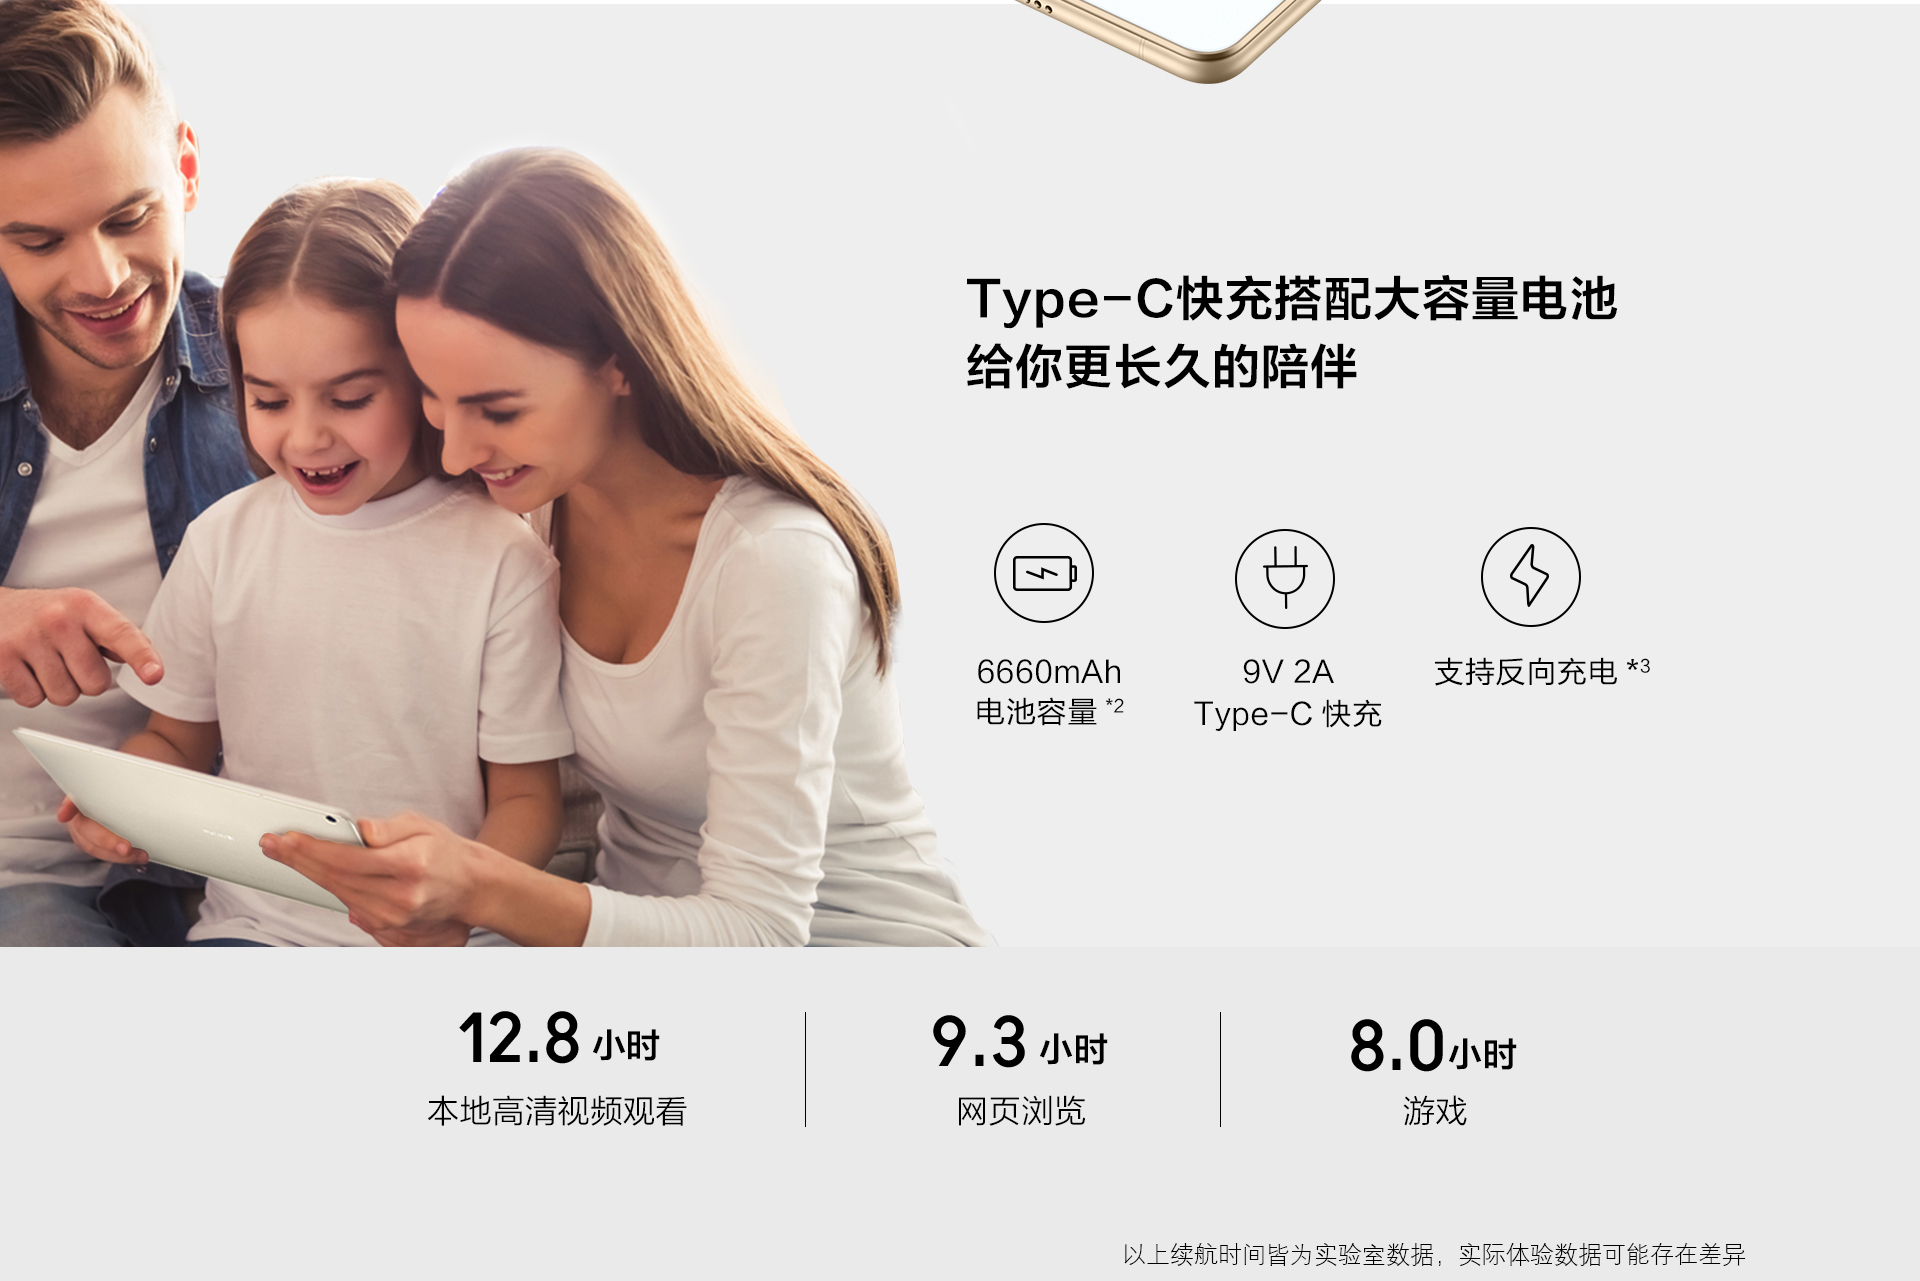 Type-C快充搭配大容量电池
给你更长久的陪伴
6660mAh
电池容量 *2
9V 2A
Type-C 快充
支持反向充电 *3
12.8 小时
本地高清视频观看
9.3 小时
网页浏览
8.0小时
游戏
以上续航时间皆为实验室数据，实际体验数据可能存在差异